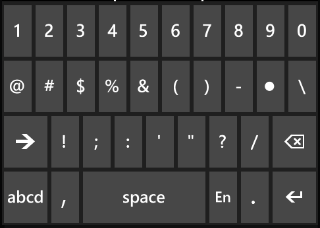 1 2 3 4 5 6 7 8 9 0
@ # $ % & ( ) - ● \
→ ! ; : ' " ? / ⌫
abcd , space En . ↵